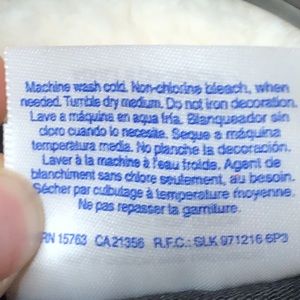 Machine wash cold. Non-chlorine bleach, when
needed. Tumble dry medium. Do not iron decoration.
Lave a máquina en aqua fría. Blanqueador sin
cloro cuando lo necesite. Seque a máquina
temperatura media. No planche la decoración.
Laver à la machine à l'eau froide. Agent de
blanchiment sans chlore seulement, au besoin.
Sécher par culbutage à température moyenne.
Ne pas repasser la garniture.
RN 15763 CA 21356 R.F.C.: SLK 971216 6P3